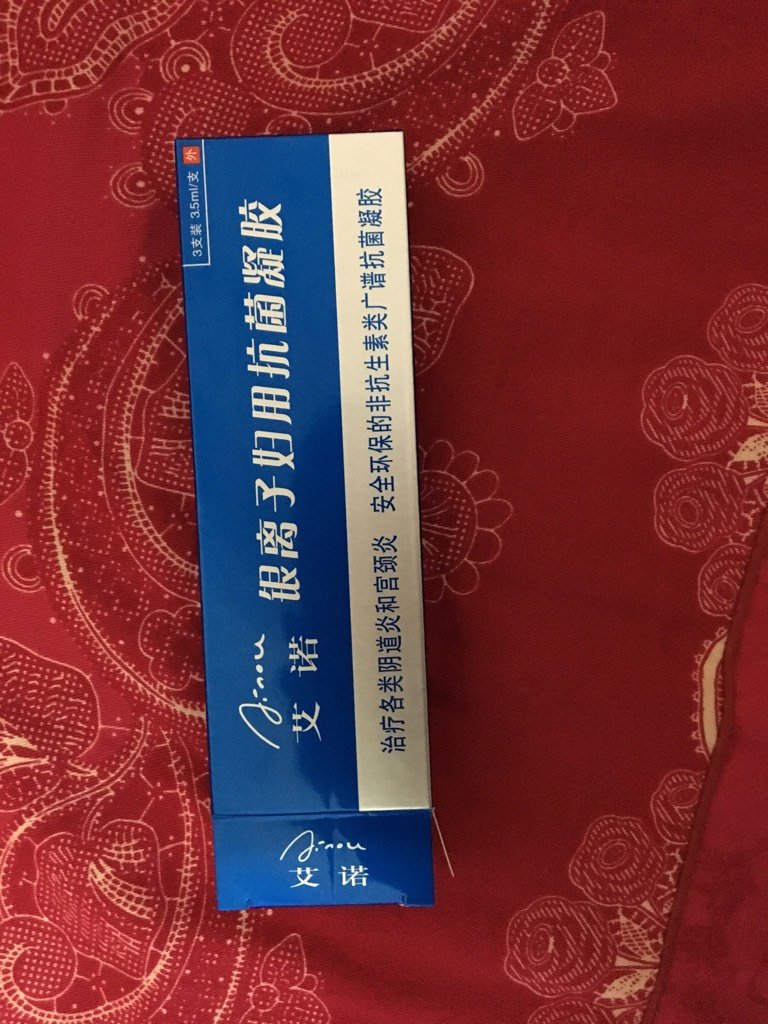 3支装 3.5ml/支 外
Ainou
艾诺 银离子妇用抗菌凝胶
治疗各类阴道炎和宫颈炎 安全环保的非抗生素类广谱抗菌凝胶
Ainou
艾诺